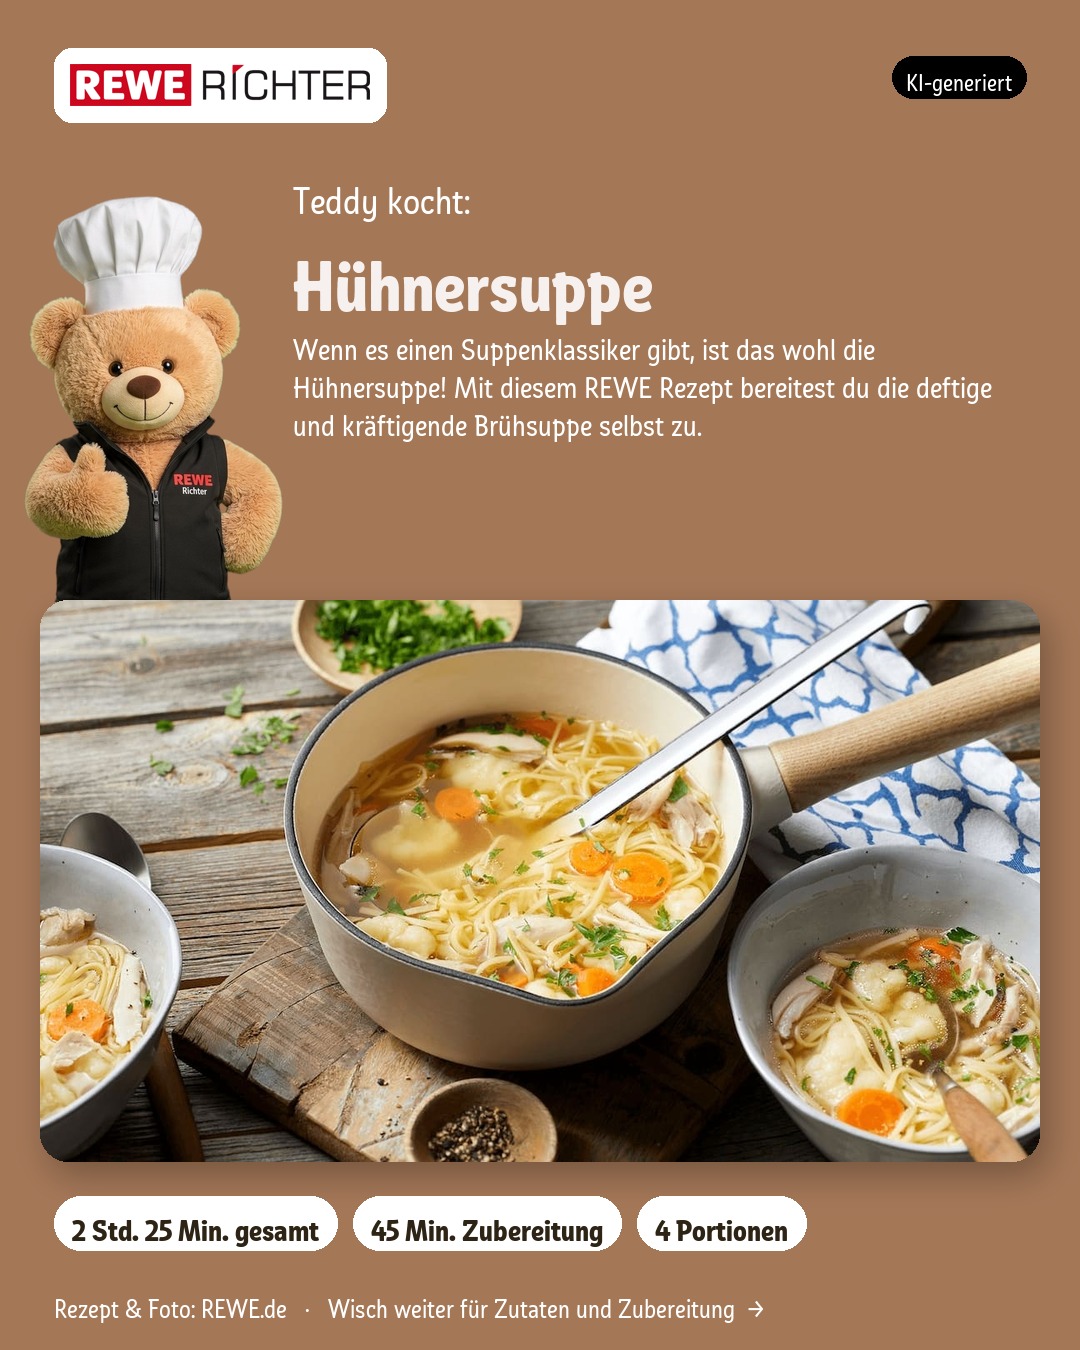 REWE RICHTER
KI-generiert
Teddy kocht:
Hühnersuppe
Wenn es einen Suppenklassiker gibt, ist das wohl die
Hühnersuppe! Mit diesem REWE Rezept bereitest du die deftige
und kräftigende Brühsuppe selbst zu.
REWE
Richter
2 Std. 25 Min. gesamt
45 Min. Zubereitung
4 Portionen
Rezept & Foto: REWE.de · Wisch weiter für Zutaten und Zubereitung →